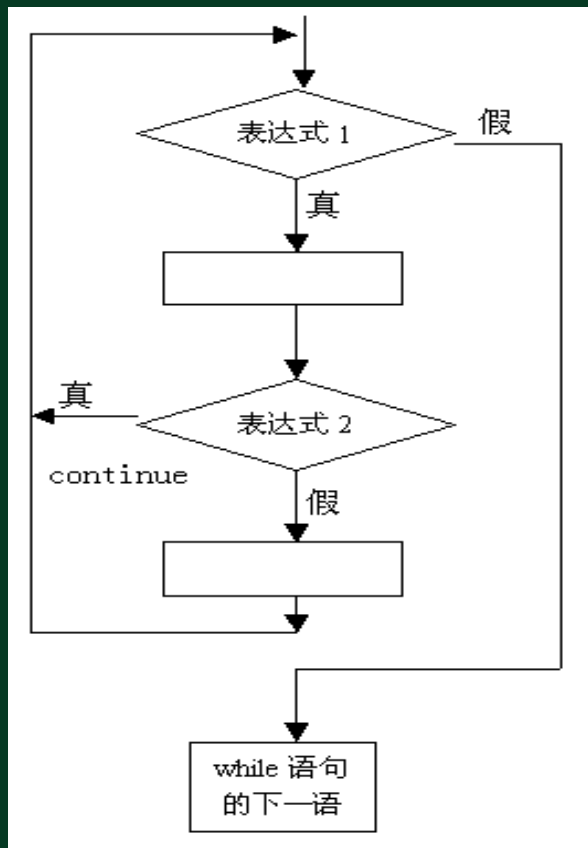 表达式 1
假
真
真
表达式 2
continue
假
while 语句
的下一语